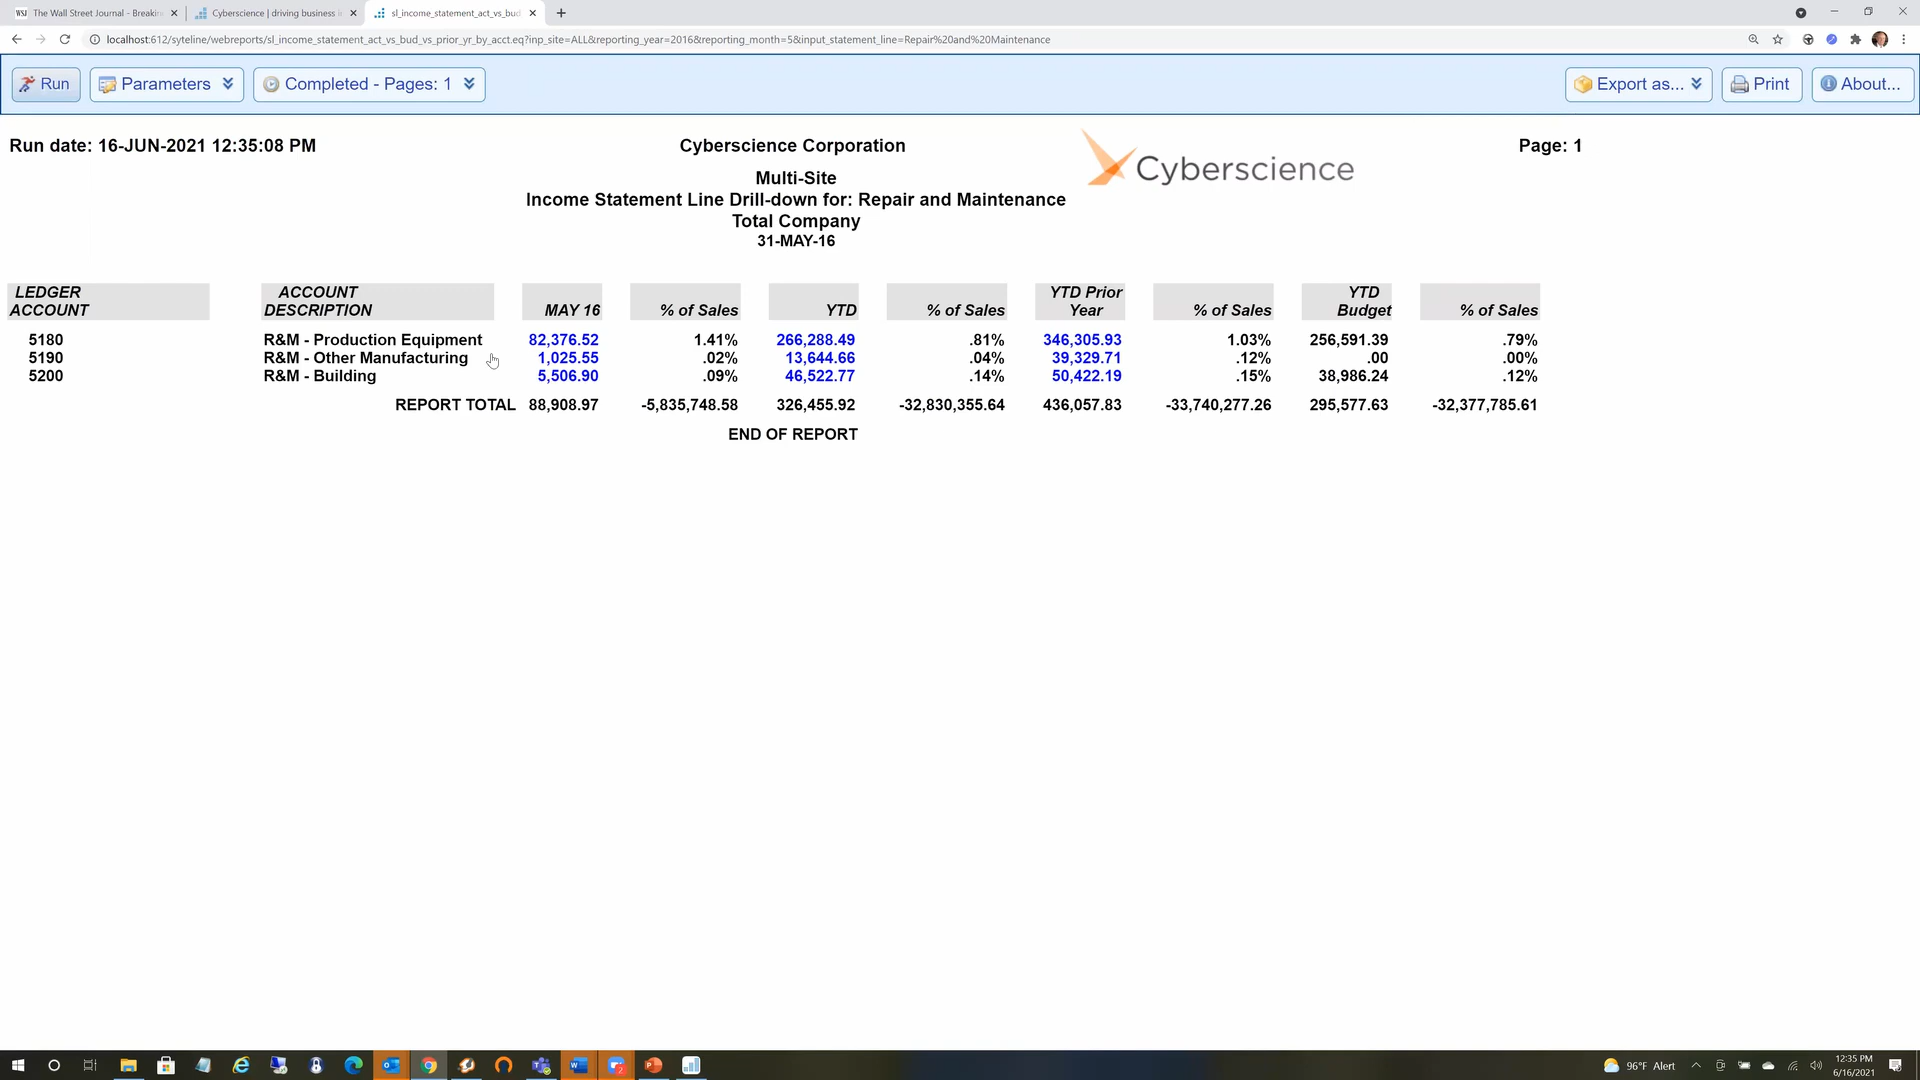 WSJ The Wall Street Journal - Breakin
Cyberscience | driving business i
sl_income_statement_act_vs_bud
localhost:612/syteline/webreports/sl_income_statement_act_vs_bud_vs_prior_yr_by_acct.eq?inp_site=ALL&reporting_year=2016&reporting_month=5&input_statement_line=Repair%20and%20Maintenance
Run Parameters Completed - Pages: 1 Export as... Print About...
Run date: 16-JUN-2021 12:35:08 PM Cyberscience Corporation Page: 1
Cyberscience
Multi-Site
Income Statement Line Drill-down for: Repair and Maintenance
Total Company
31-MAY-16
LEDGER ACCOUNT YTD Prior YTD
ACCOUNT DESCRIPTION MAY 16 % of Sales YTD % of Sales Year % of Sales Budget % of Sales
5180 R&M - Production Equipment 82,376.52 1.41% 266,288.49 .81% 346,305.93 1.03% 256,591.39 .79%
5190 R&M - Other Manufacturing 1,025.55 .02% 13,644.66 .04% 39,329.71 .12% .00 .00%
5200 R&M - Building 5,506.90 .09% 46,522.77 .14% 50,422.19 .15% 38,986.24 .12%
REPORT TOTAL 88,908.97 -5,835,748.58 326,455.92 -32,830,355.64 436,057.83 -33,740,277.26 295,577.63 -32,377,785.61
END OF REPORT
96°F Alert
12:35 PM
6/16/2021